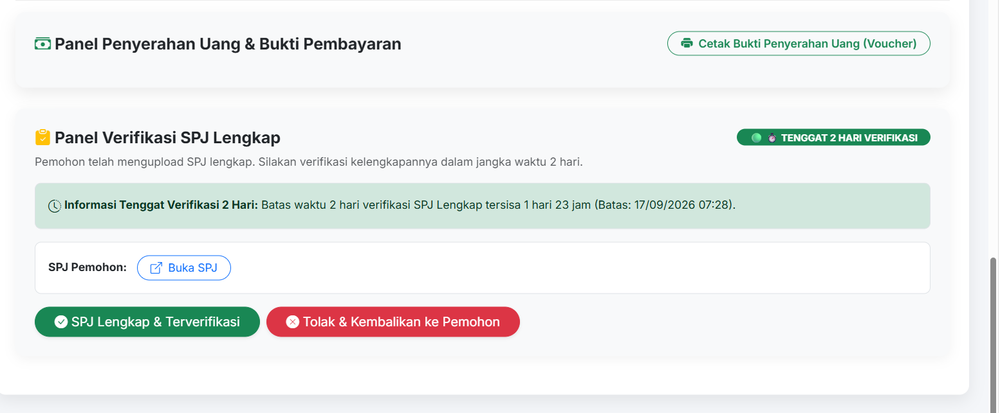 Panel Penyerahan Uang & Bukti Pembayaran
Cetak Bukti Penyerahan Uang (Voucher)
Panel Verifikasi SPJ Lengkap
TENGGAT 2 HARI VERIFIKASI
Pemohon telah mengupload SPJ lengkap. Silakan verifikasi kelengkapannya dalam jangka waktu 2 hari.
Informasi Tenggat Verifikasi 2 Hari: Batas waktu 2 hari verifikasi SPJ Lengkap tersisa 1 hari 23 jam (Batas: 17/09/2026 07:28).
SPJ Pemohon: Buka SPJ
SPJ Lengkap & Terverifikasi
Tolak & Kembalikan ke Pemohon